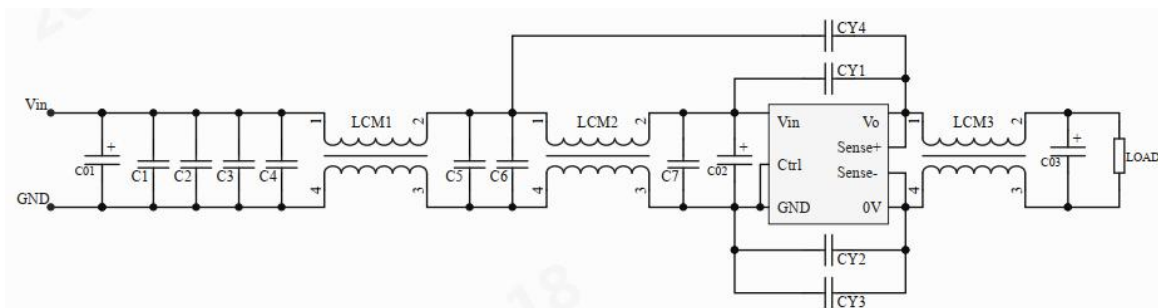 CY4
CY1
Vin
LCM1
LCM2
LCM3
1
2
1
2
1
2
C01
+
C1
C2
C3
C4
C5
C6
C7
C02
+
Vin
Vo
Sense+
Ctrl
Sense-
GND
0V
C03
+
LOAD
4
3
4
3
4
3
GND
CY2
CY3
18